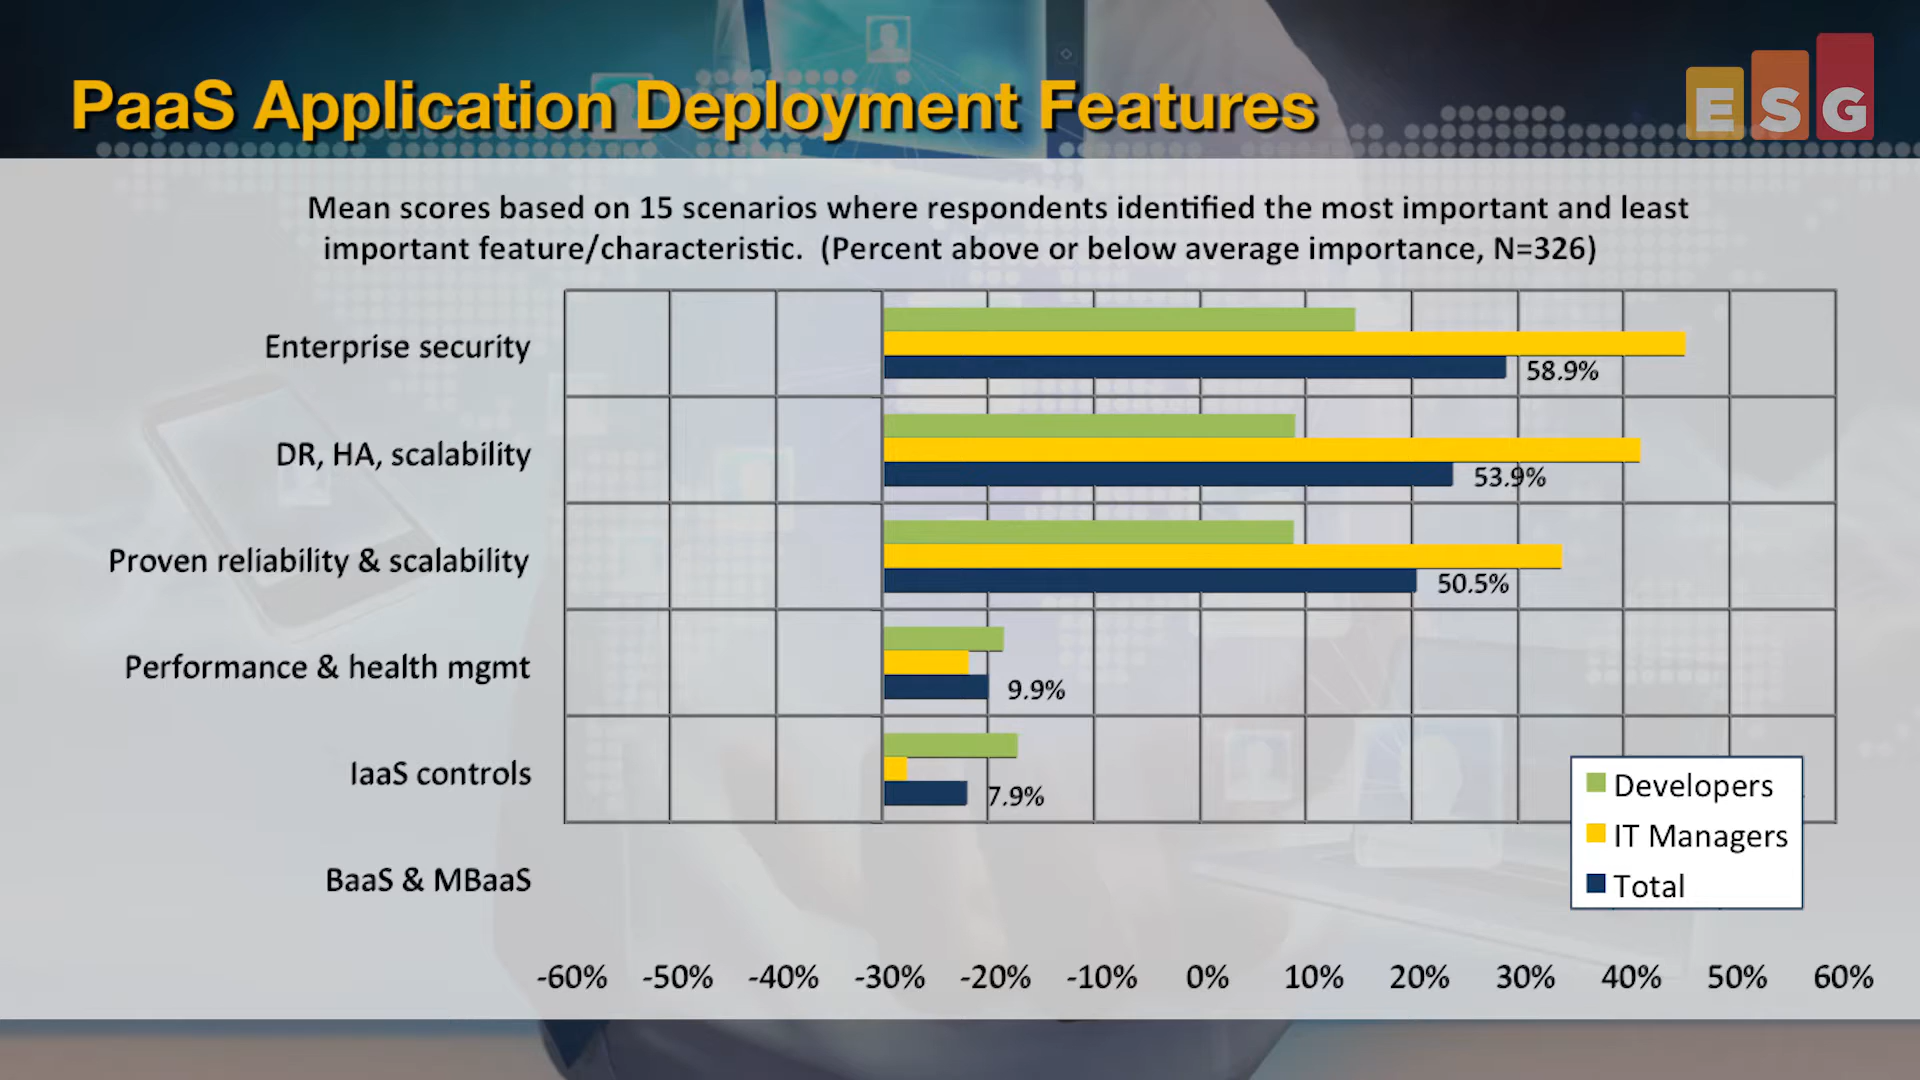 PaaS Application Deployment Features
ESG
Mean scores based on 15 scenarios where respondents identified the most important and least
important feature/characteristic.  (Percent above or below average importance, N=326)
Enterprise security
58.9%
DR, HA, scalability
53.9%
Proven reliability & scalability
50.5%
Performance & health mgmt
9.9%
IaaS controls
7.9%
BaaS & MBaaS
Developers
IT Managers
Total
-60% -50% -40% -30% -20% -10% 0% 10% 20% 30% 40% 50% 60%